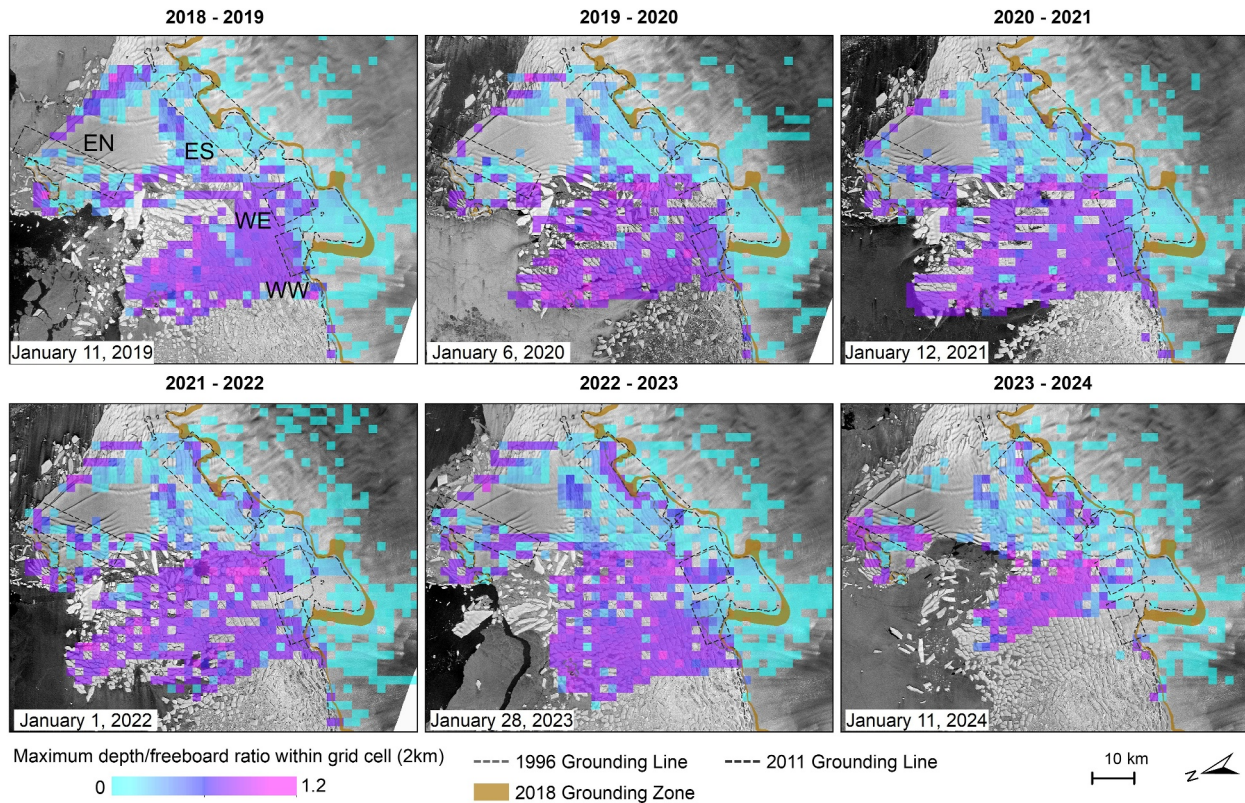 2018 - 2019
2019 - 2020
2020 - 2021
EN
ES
WE
WW
January 11, 2019
January 6, 2020
January 12, 2021
2021 - 2022
2022 - 2023
2023 - 2024
January 1, 2022
January 28, 2023
January 11, 2024
Maximum depth/freeboard ratio within grid cell (2km)
0
1.2
1996 Grounding Line
2011 Grounding Line
2018 Grounding Zone
10 km
N